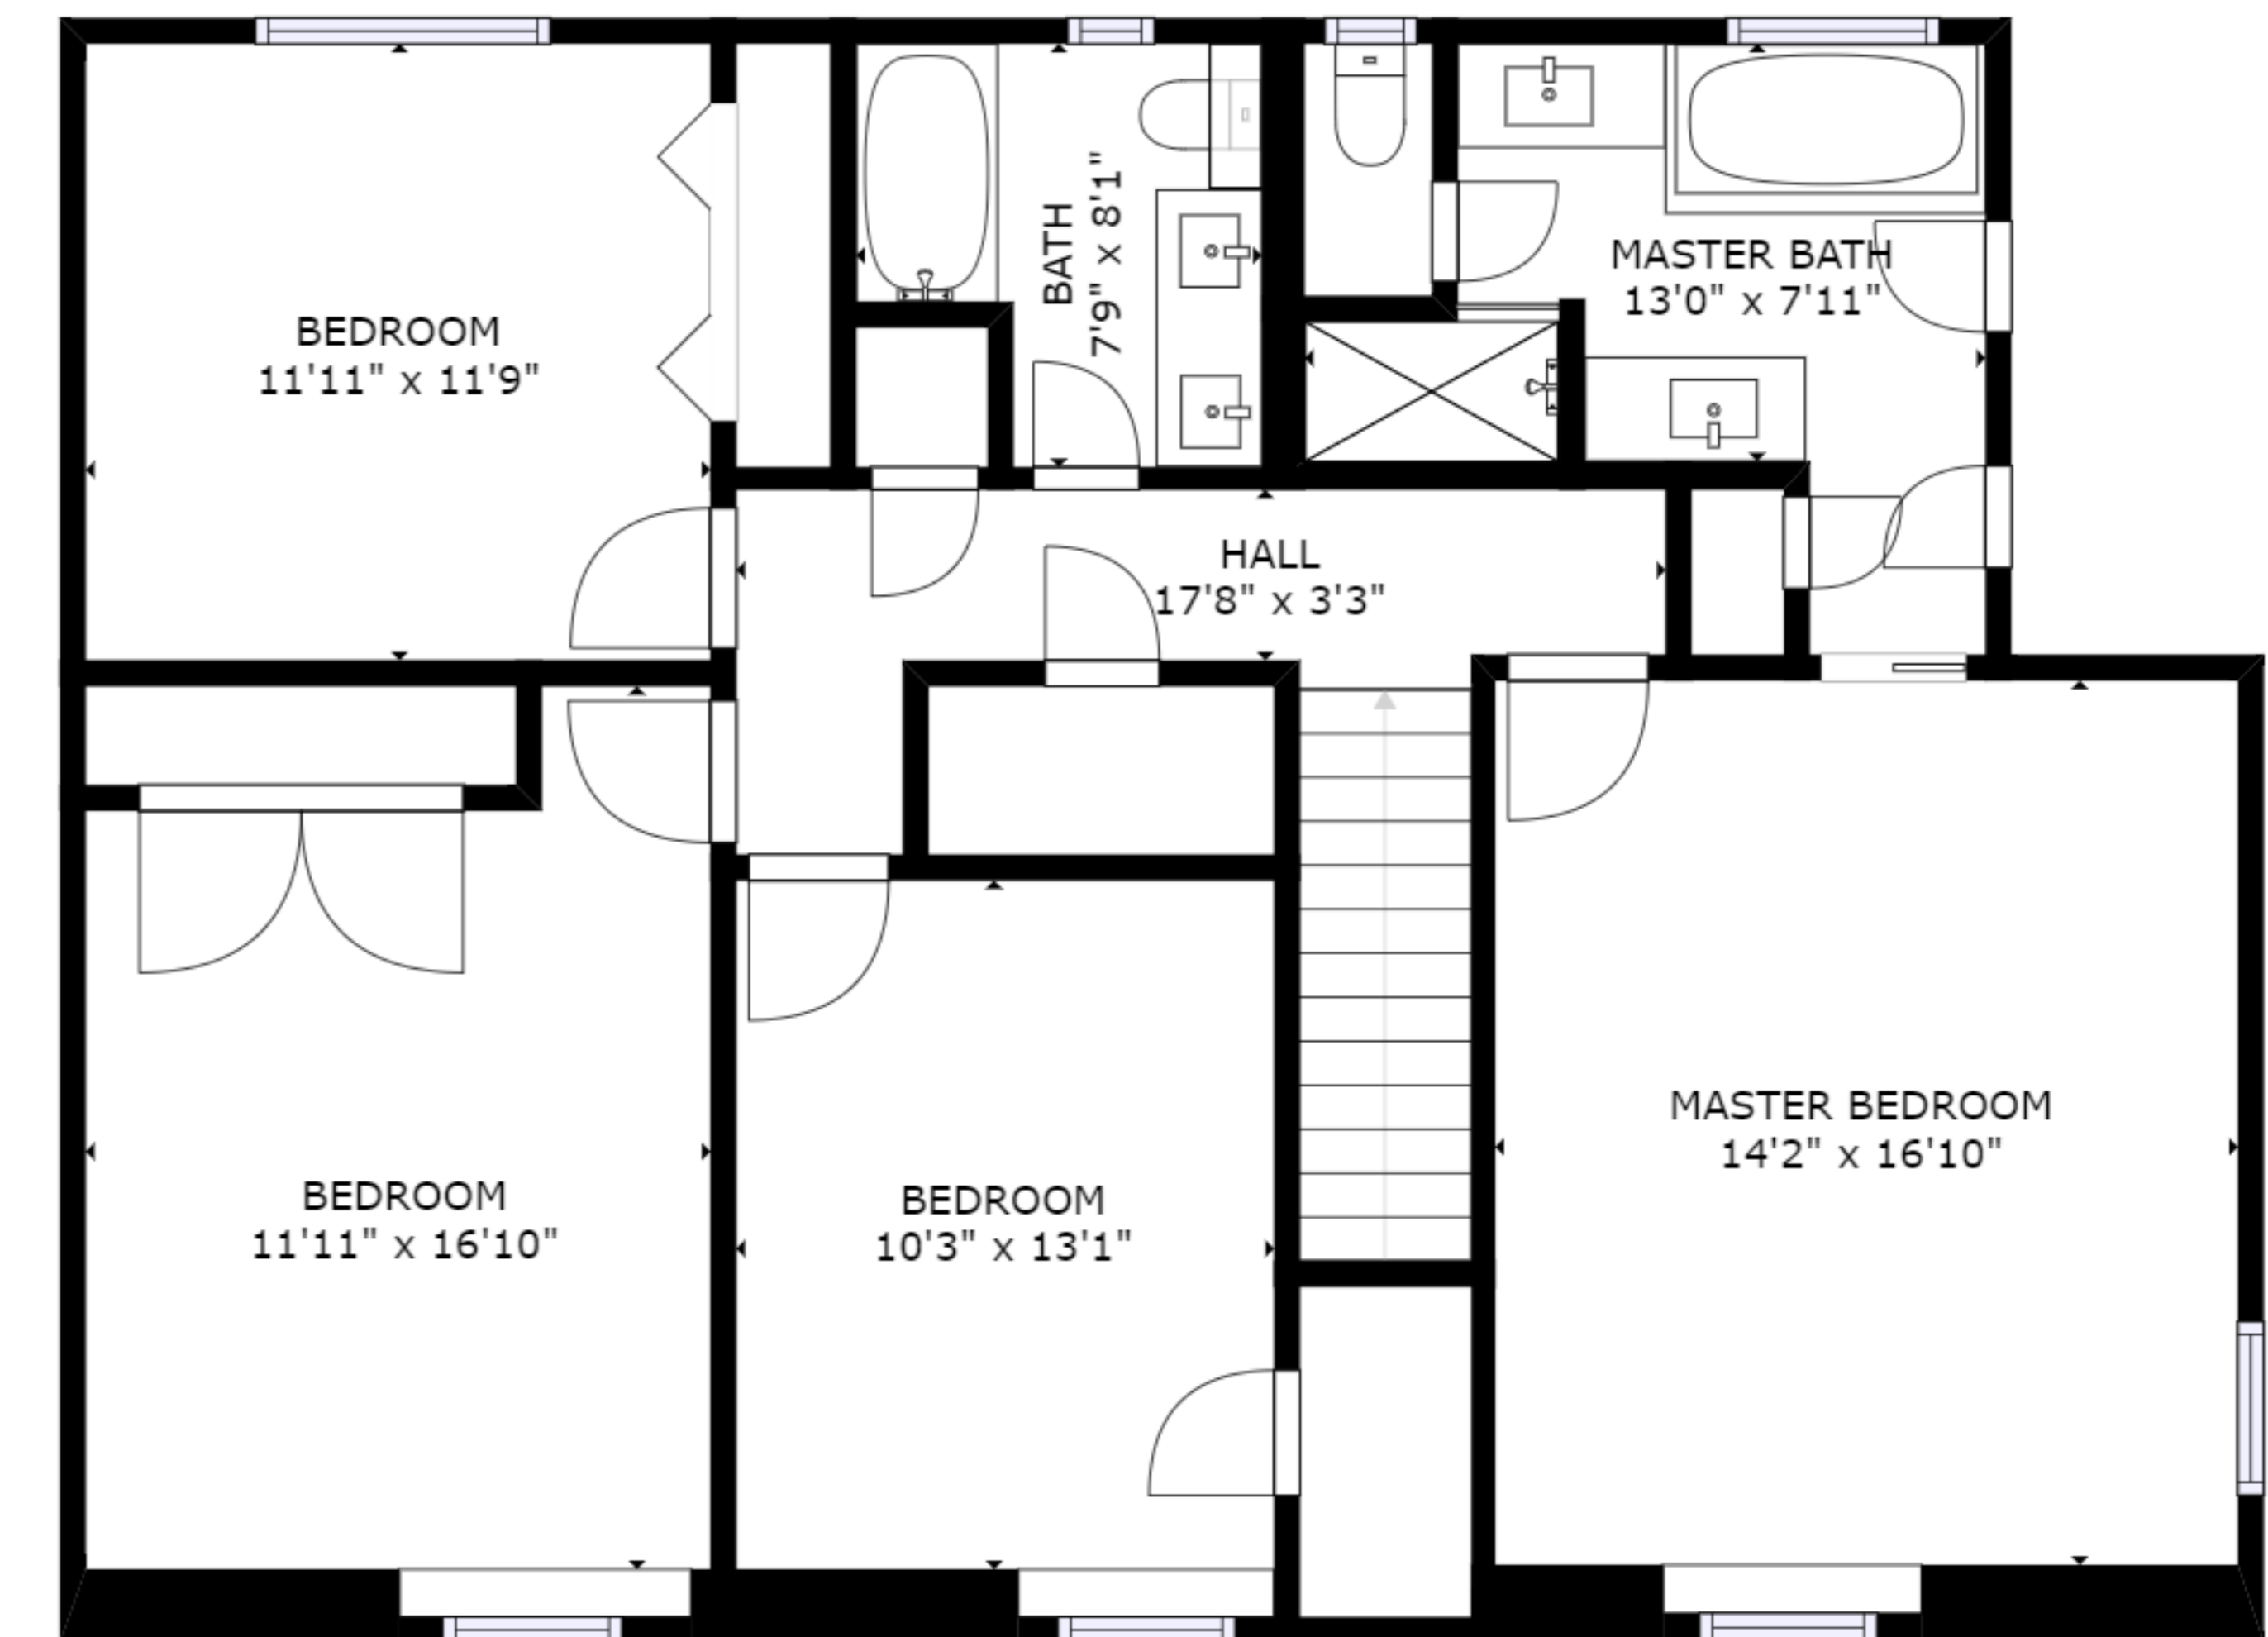 BATH
7'9" x 8'1"
MASTER BATH
13'0" x 7'11"
BEDROOM
11'11" x 11'9"
HALL
17'8" x 3'3"
MASTER BEDROOM
14'2" x 16'10"
BEDROOM
11'11" x 16'10"
BEDROOM
10'3" x 13'1"